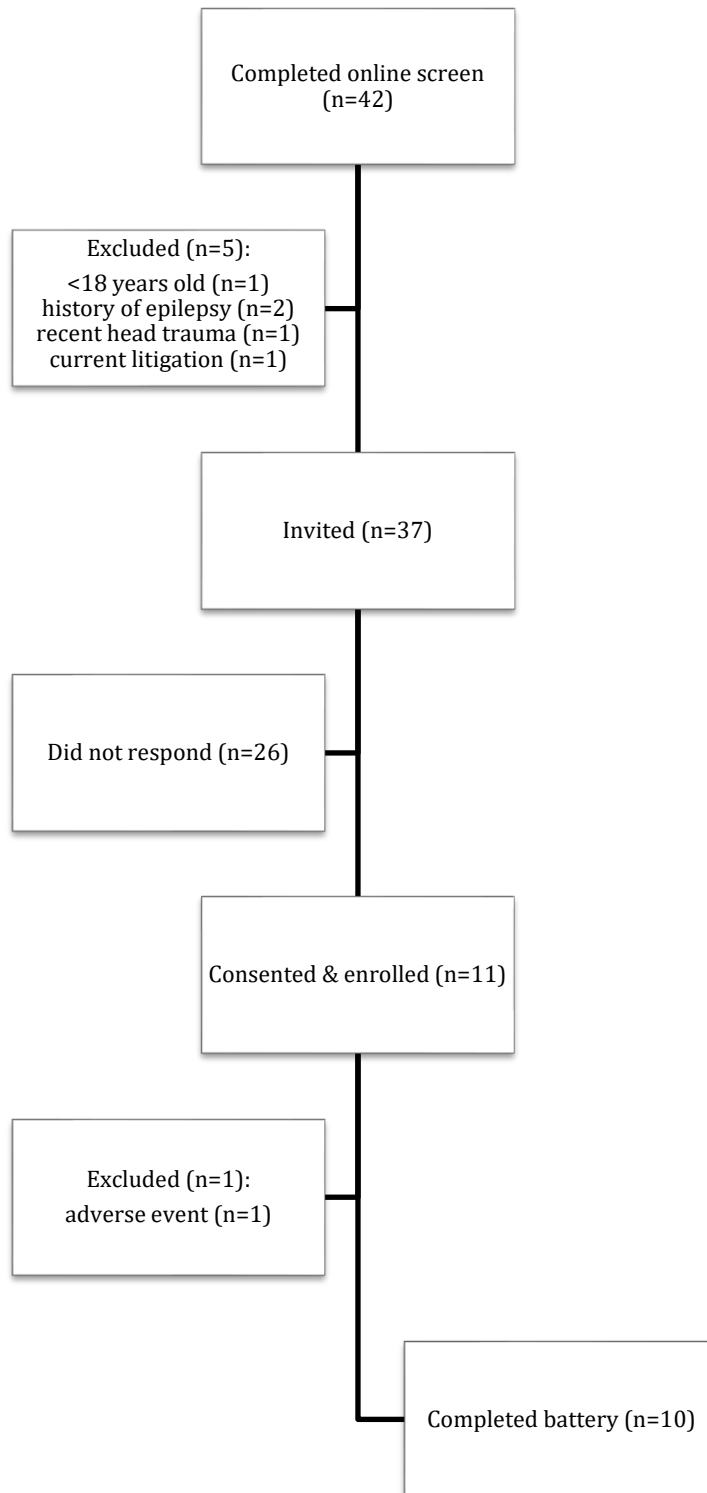 Completed online screen
(n=42)
Excluded (n=5):
<18 years old (n=1)
history of epilepsy (n=2)
recent head trauma (n=1)
current litigation (n=1)
Invited (n=37)
Did not respond (n=26)
Consented & enrolled (n=11)
Excluded (n=1):
adverse event (n=1)
Completed battery (n=10)